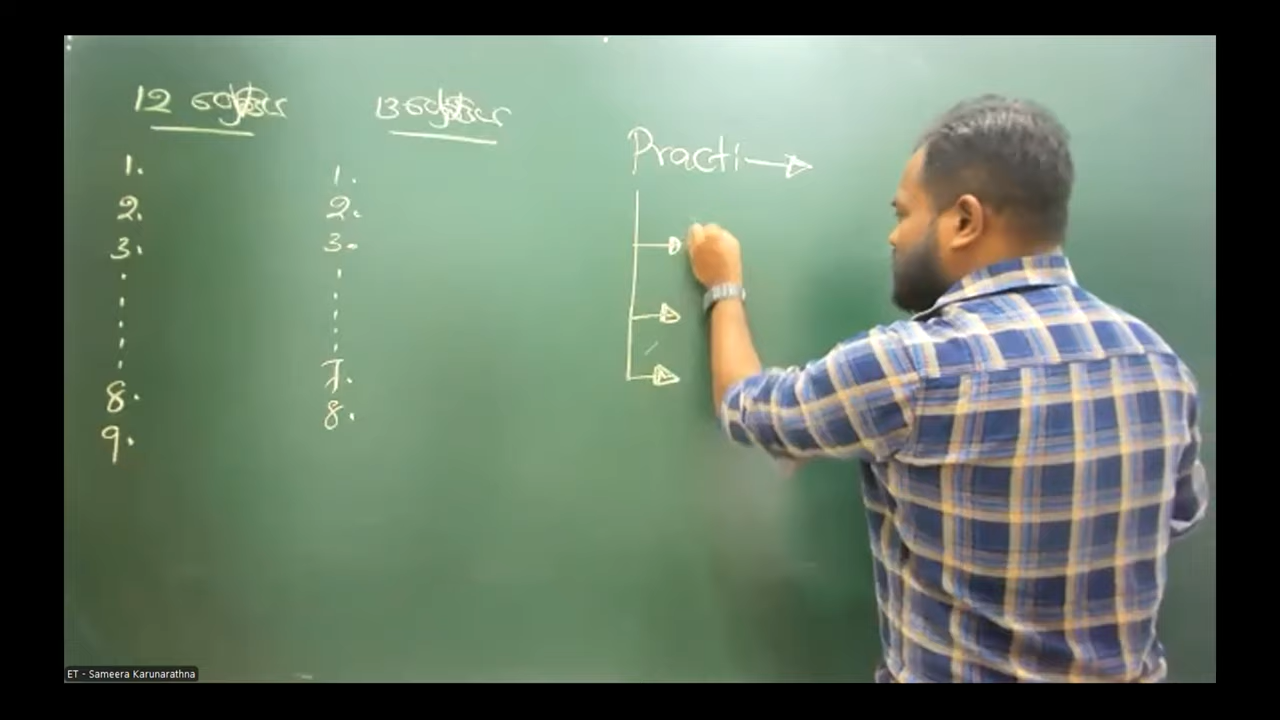 12 ශ්‍රේණිය
1.
2.
3.
8.
9.
13 ශ්‍රේණිය
1.
2.
3.
7.
8.
Practi
ET - Sameera Karunarathna